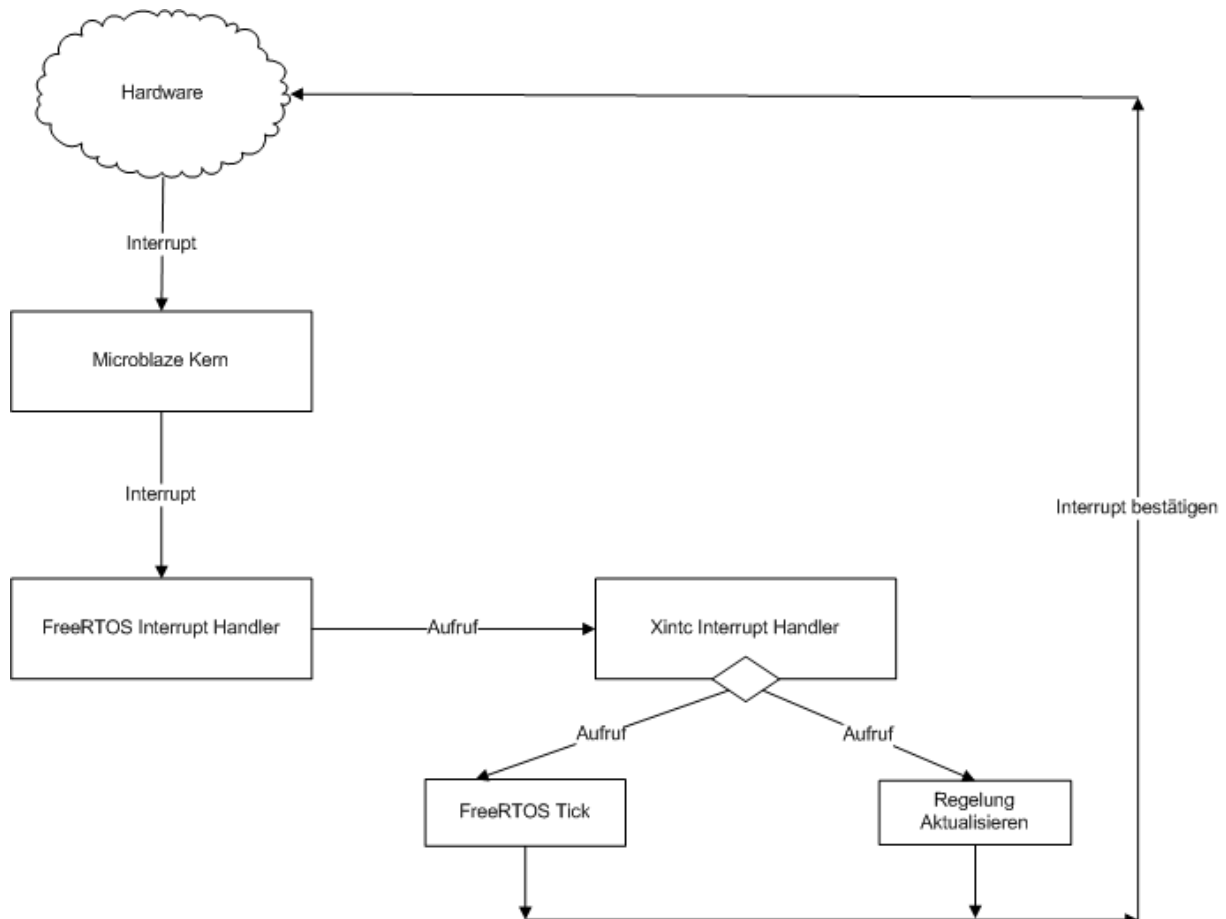 Hardware
Interrupt
Microblaze Kern
Interrupt
Interrupt bestätigen
FreeRTOS Interrupt Handler
Aufruf
Xintc Interrupt Handler
Aufruf
Aufruf
FreeRTOS Tick
Regelung
Aktualisieren